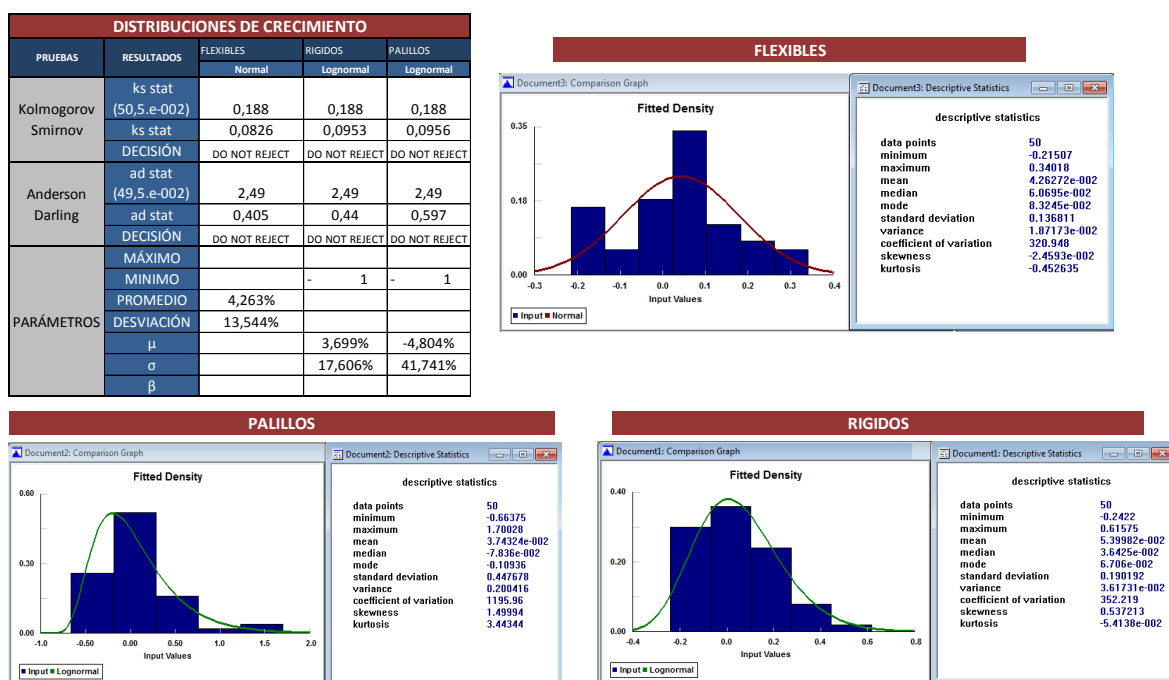 DISTRIBUCIONES DE CRECIMIENTO
PRUEBAS RESULTADOS FLEXIBLES RIGIDOS PALILLOS
Normal Lognormal Lognormal
Kolmogorov Smirnov
ks stat (50,5.e-002) 0,188 0,188 0,188
ks stat 0,0826 0,0953 0,0956
DECISIÓN DO NOT REJECT DO NOT REJECT DO NOT REJECT
Anderson Darling
ad stat (49,5.e-002) 2,49 2,49 2,49
ad stat 0,405 0,44 0,597
DECISIÓN DO NOT REJECT DO NOT REJECT DO NOT REJECT
PARÁMETROS
MÁXIMO
MINIMO - 1 - 1
PROMEDIO 4,263%
DESVIACIÓN 13,544%
µ 3,699% -4,804%
σ 17,606% 41,741%
β
FLEXIBLES
Document3: Comparison Graph
Fitted Density
0.35
0.18
0.00
-0.3 -0.2 -0.1 0.0 0.1 0.2 0.3 0.4
Input Values
Input Normal
Document3: Descriptive Statistics
descriptive statistics
data points 50
minimum -0.21507
maximum 0.34018
mean 4.26272e-002
median 6.0695e-002
mode 8.3245e-002
standard deviation 0.136811
variance 1.87173e-002
coefficient of variation 320.948
skewness -2.4593e-002
kurtosis -0.452635
PALILLOS
Document2: Comparison Graph
Fitted Density
0.60
0.30
0.00
-1.0 -0.50 0.00 0.50 1.00 1.50 2.0
Input Values
Input Lognormal
Document2: Descriptive Statistics
descriptive statistics
data points 50
minimum -0.66375
maximum 1.70028
mean 3.74324e-002
median -7.836e-002
mode -0.10936
standard deviation 0.447678
variance 0.200416
coefficient of variation 1195.96
skewness 1.49994
kurtosis 3.44344
RIGIDOS
Document1: Comparison Graph
Fitted Density
0.40
0.20
0.00
-0.4 -0.2 0.0 0.2 0.4 0.6 0.8
Input Values
Input Lognormal
Document1: Descriptive Statistics
descriptive statistics
data points 50
minimum -0.2422
maximum 0.61575
mean 5.39982e-002
median 3.6425e-002
mode 6.706e-002
standard deviation 0.190192
variance 3.61731e-002
coefficient of variation 352.219
skewness 0.537213
kurtosis -5.4138e-002